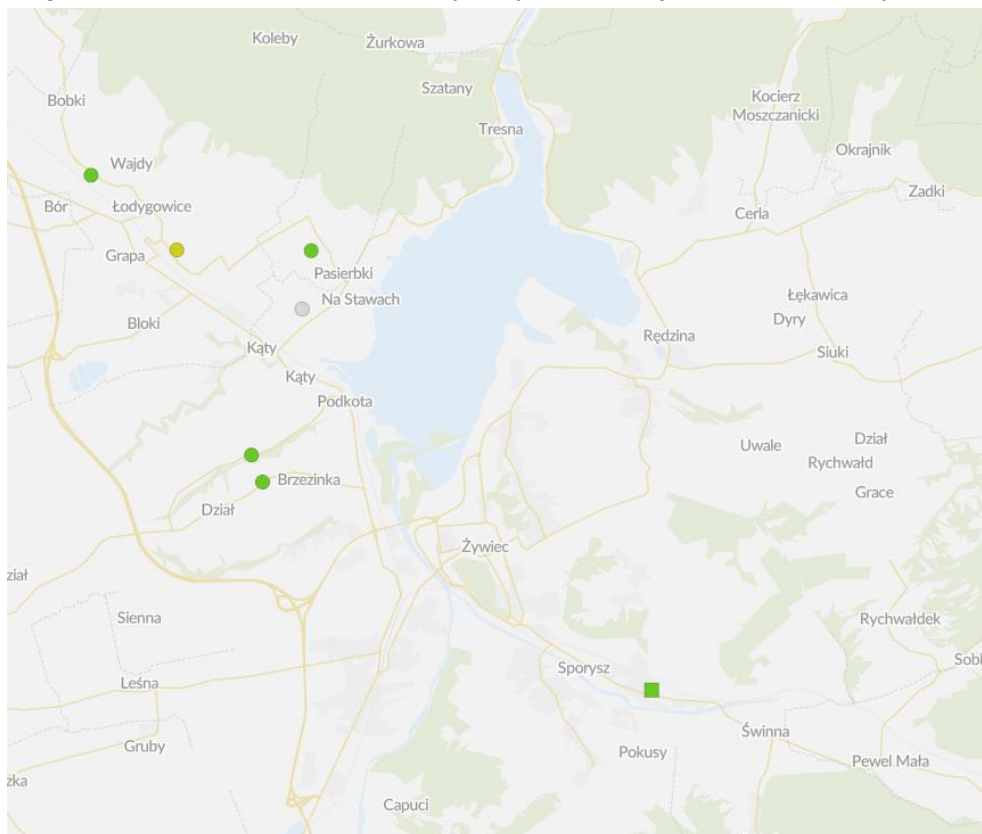 Koleby
Żurkowa
Szatany
Bobki
Kocierz
Moszczanicki
Tresna
Okrajnik
Wajdy
Zadki
Bór
Łodygowice
Cerla
Grapa
Pasierbki
Na Stawach
Łękawica
Dyry
Bloki
Rędzina
Siuki
Kąty
Kąty
Podkota
Uwale
Dział
Rychwałd
Brzezinka
Grace
Dział
Żywiec
ział
Sienna
Rychwałdek
Sporysz
Leśna
Świnna
Gruby
Pokusy
Pewel Mała
zka
Capuci